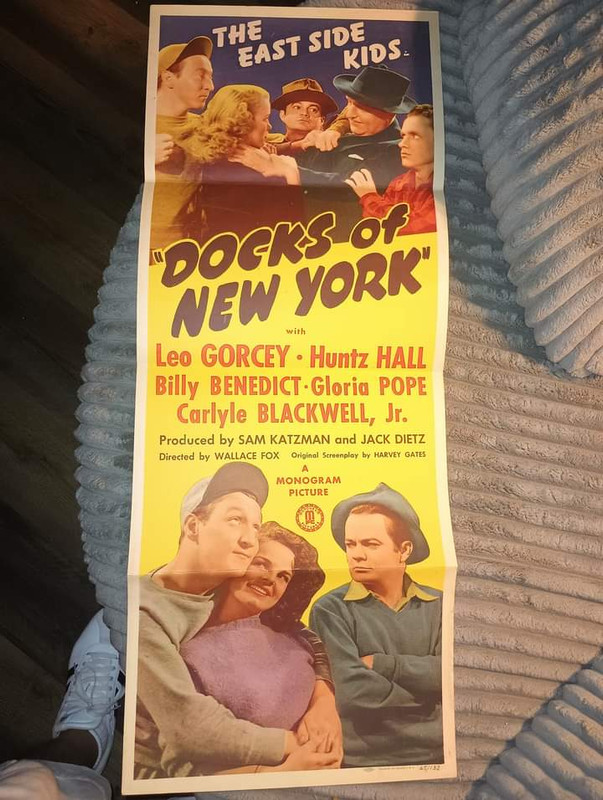 THE
EAST SIDE
KIDS
"DOCKS of
NEW YORK"
with
Leo GORCEY · Huntz HALL
Billy BENEDICT · Gloria POPE
Carlyle BLACKWELL, Jr.
Produced by SAM KATZMAN and JACK DIETZ
Directed by WALLACE FOX Original Screenplay by HARVEY GATES
A
MONOGRAM
PICTURE